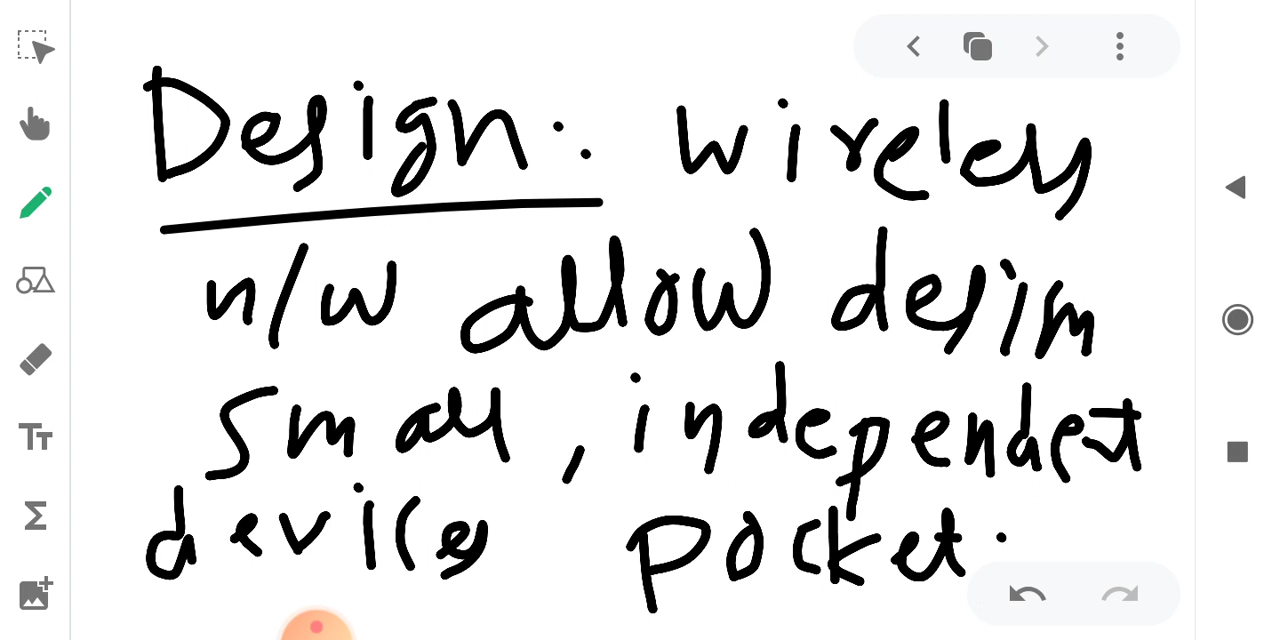 Design: wireless
n/w allow design
small, independent
devices pocket.